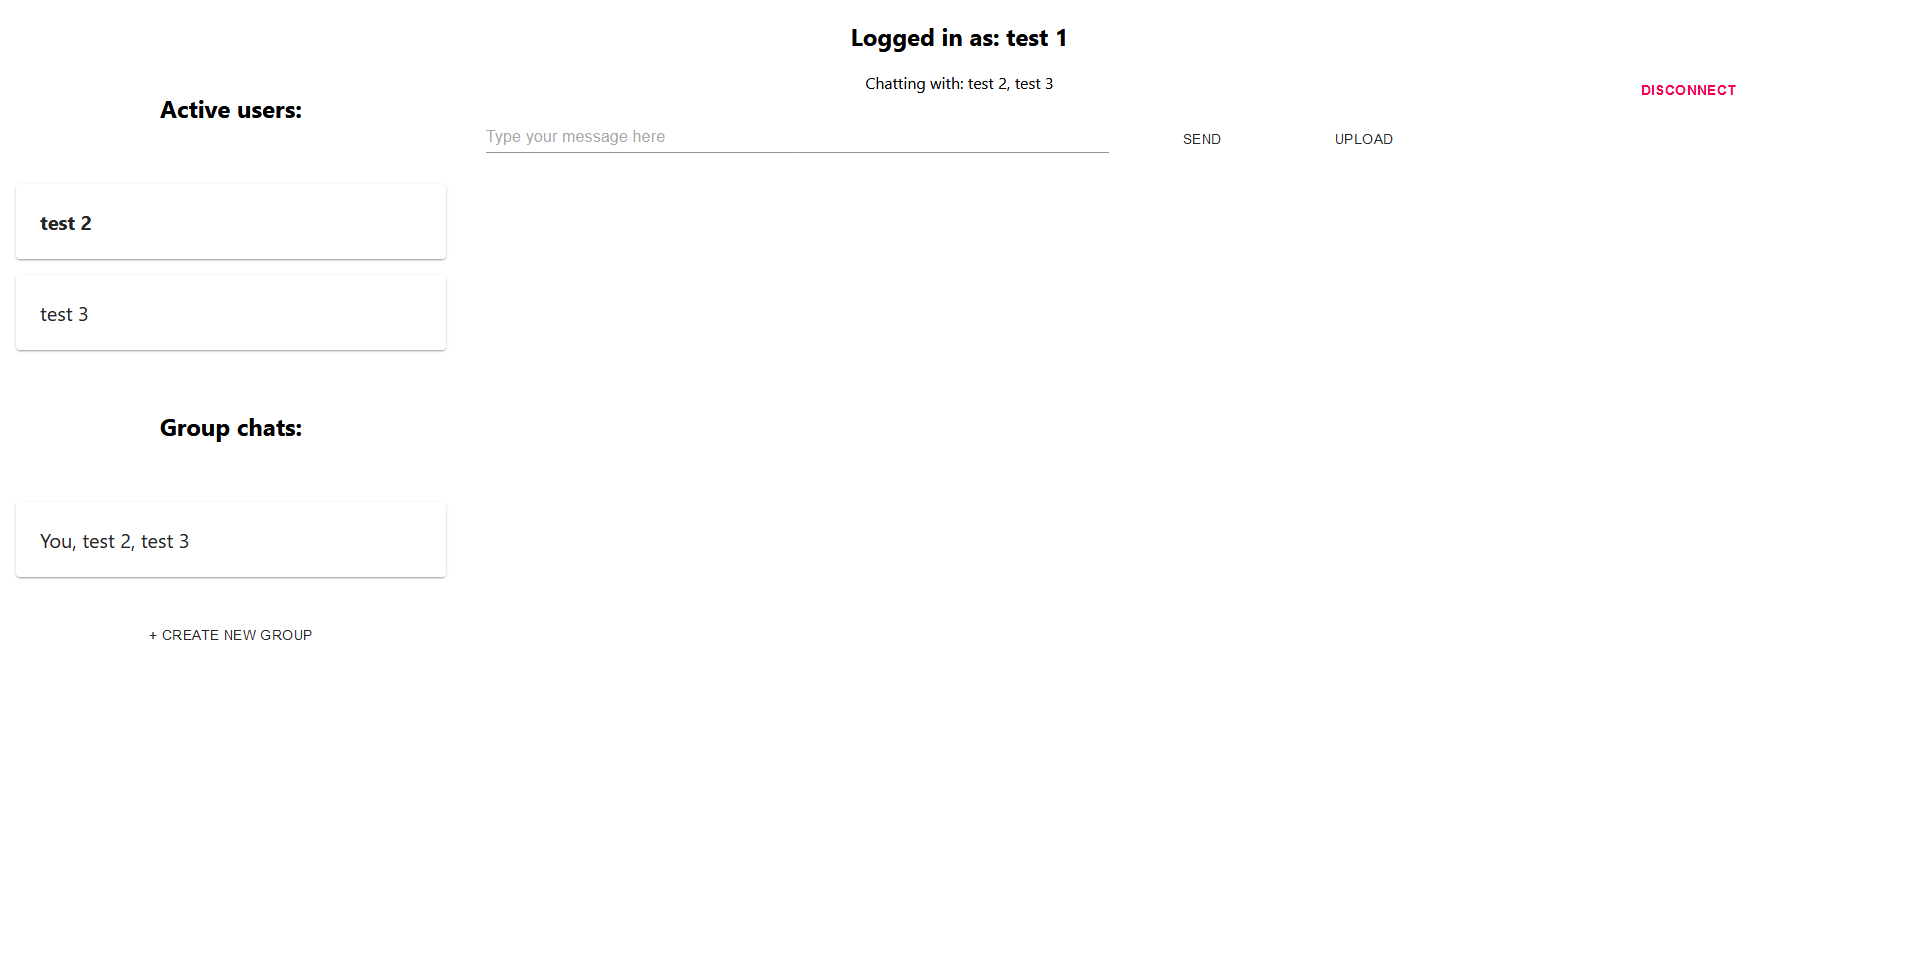 Logged in as: test 1
Chatting with: test 2, test 3
DISCONNECT
Active users:
Type your message here
SEND
UPLOAD
test 2
test 3
Group chats:
You, test 2, test 3
+ CREATE NEW GROUP